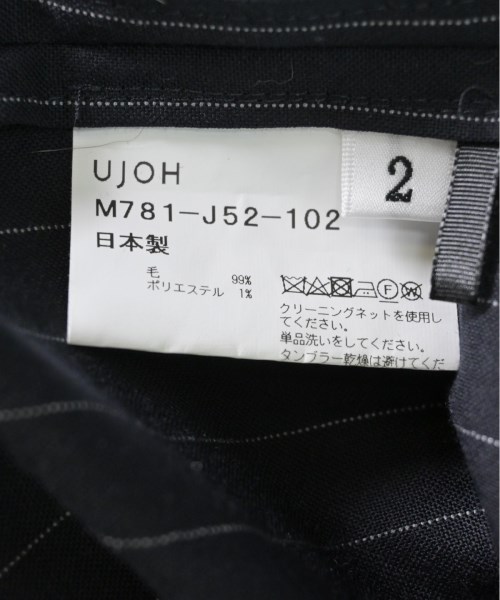 UJOH
2
M781-J52-102
日本製
毛 99%
ポリエステル 1%
F
W
クリーニングネットを使用し
てください。
単品洗いをしてください。
タンブラー乾燥は避けてくだ